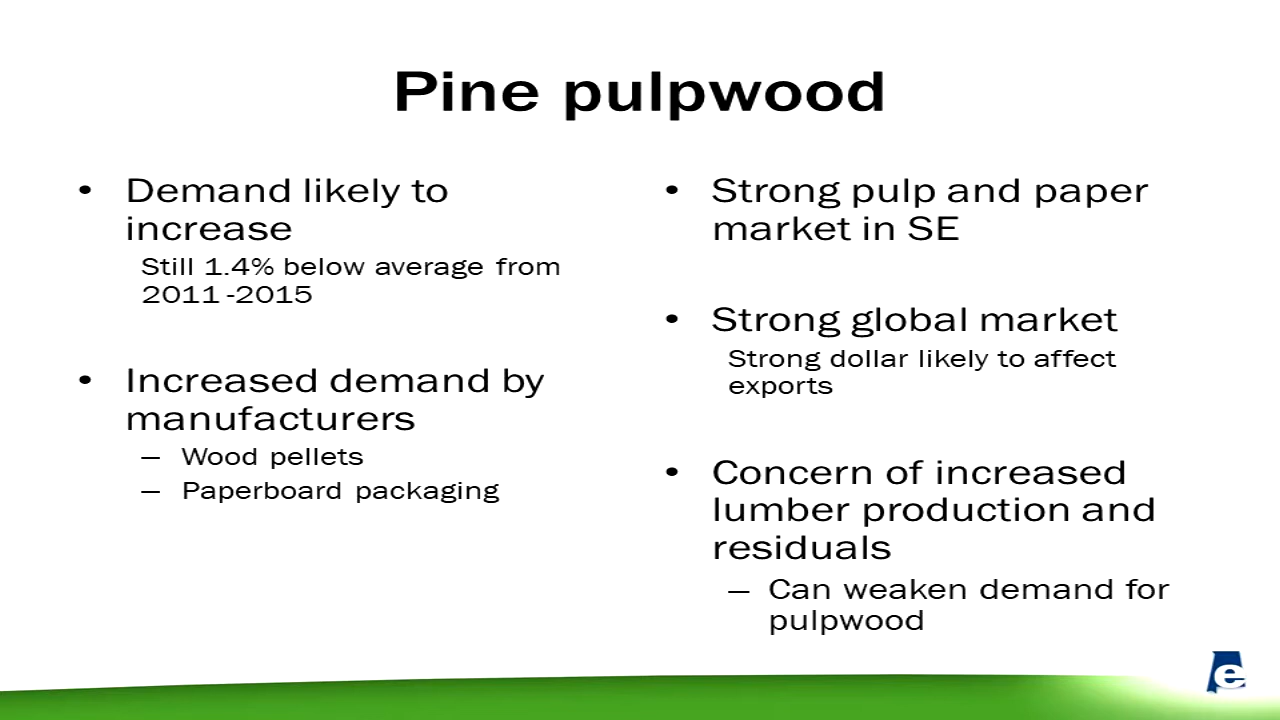 Pine pulpwood
• Demand likely to
increase
Still 1.4% below average from
2011-2015
• Increased demand by
manufacturers
– Wood pellets
– Paperboard packaging
• Strong pulp and paper
market in SE
• Strong global market
Strong dollar likely to affect
exports
• Concern of increased
lumber production and
residuals
– Can weaken demand for
pulpwood
e